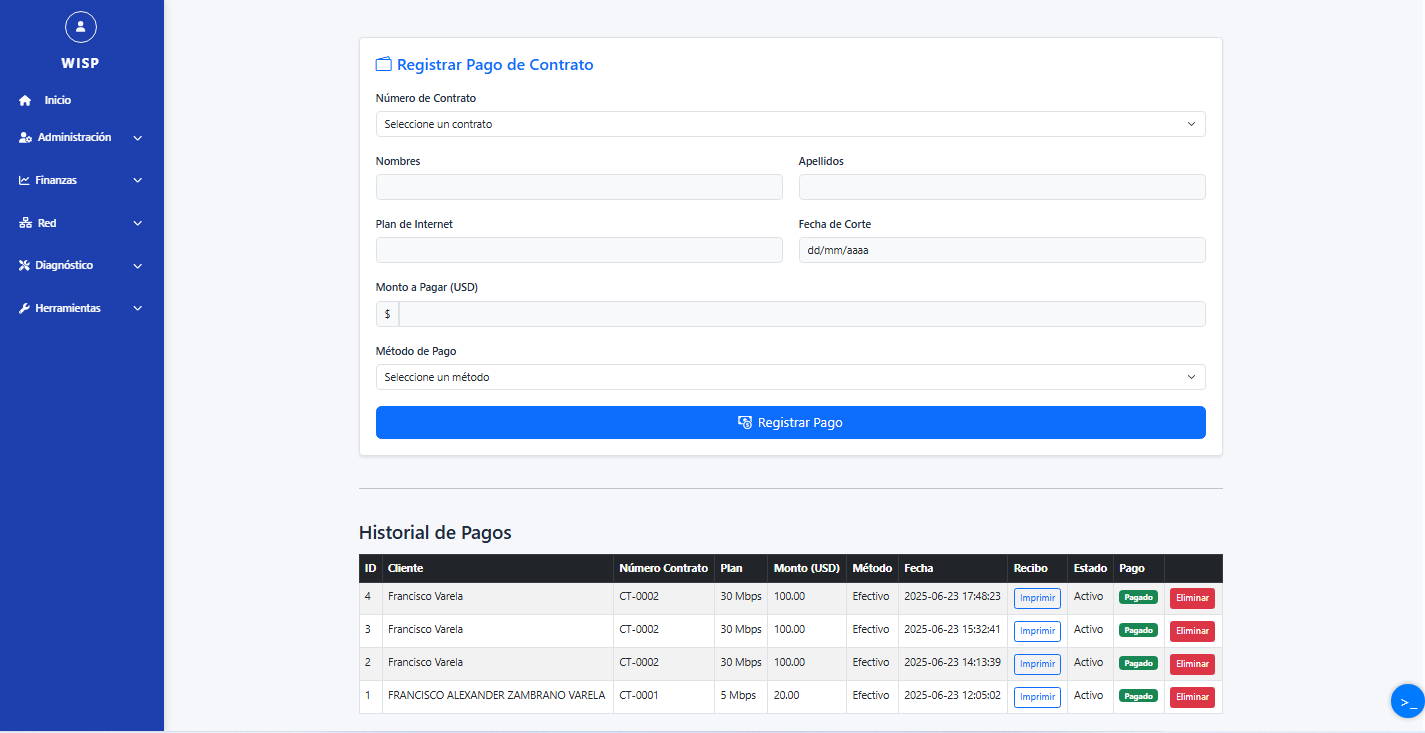 WISP
Inicio
Administración
Finanzas
Red
Diagnóstico
Herramientas
Registrar Pago de Contrato
Número de Contrato
Seleccione un contrato
Nombres Apellidos
Plan de Internet Fecha de Corte
dd/mm/aaaa
Monto a Pagar (USD)
$
Método de Pago
Seleccione un método
Registrar Pago
Historial de Pagos
ID Cliente Número Contrato Plan Monto (USD) Método Fecha Recibo Estado Pago
4 Francisco Varela CT-0002 30 Mbps 100.00 Efectivo 2025-06-23 17:48:23 Imprimir Activo Pagado Eliminar
3 Francisco Varela CT-0002 30 Mbps 100.00 Efectivo 2025-06-23 15:32:41 Imprimir Activo Pagado Eliminar
2 Francisco Varela CT-0002 30 Mbps 100.00 Efectivo 2025-06-23 14:13:39 Imprimir Activo Pagado Eliminar
1 FRANCISCO ALEXANDER ZAMBRANO VARELA CT-0001 5 Mbps 20.00 Efectivo 2025-06-23 12:05:02 Imprimir Activo Pagado Eliminar
>_